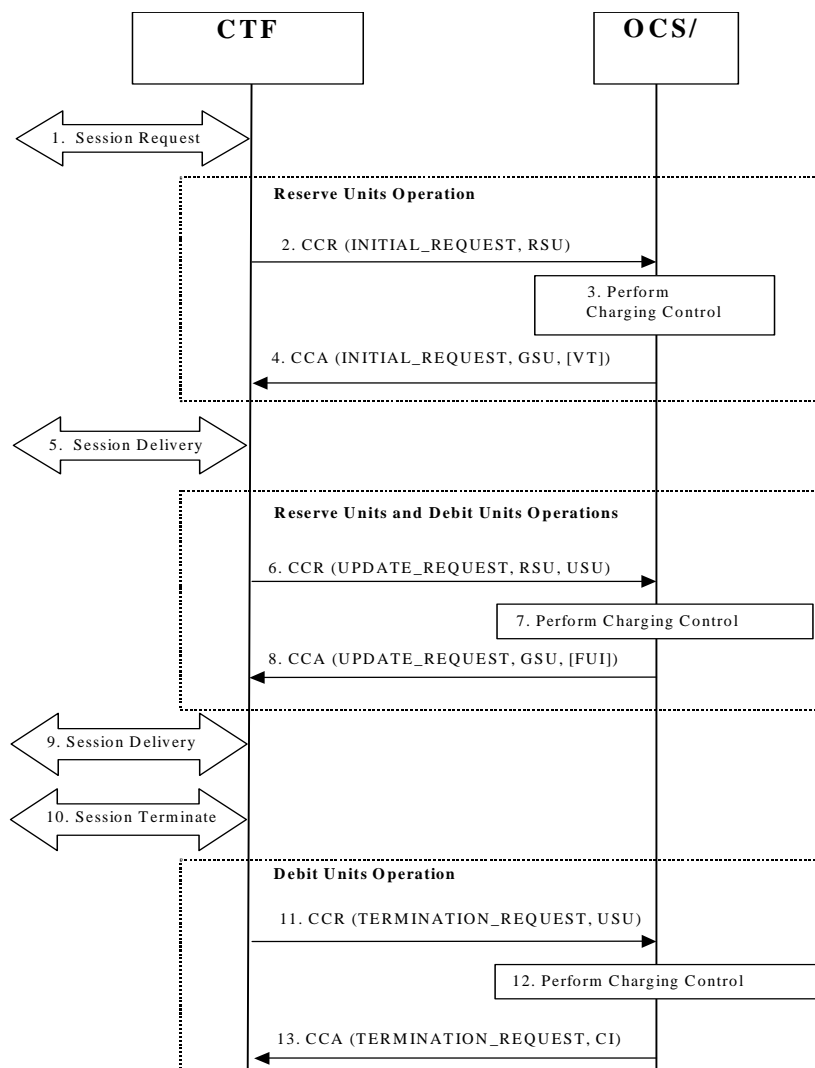 CTF
OCS/
1. Session Request
Reserve Units Operation
2. CCR (INITIAL_REQUEST, RSU)
3. Perform
Charging Control
4. CCA (INITIAL_REQUEST, GSU, [VT])
5. Session Delivery
Reserve Units and Debit Units Operations
6. CCR (UPDATE_REQUEST, RSU, USU)
7. Perform Charging Control
8. CCA (UPDATE_REQUEST, GSU, [FUI])
9. Session Delivery
10. Session Terminate
Debit Units Operation
11. CCR (TERMINATION_REQUEST, USU)
12. Perform Charging Control
13. CCA (TERMINATION_REQUEST, CI)